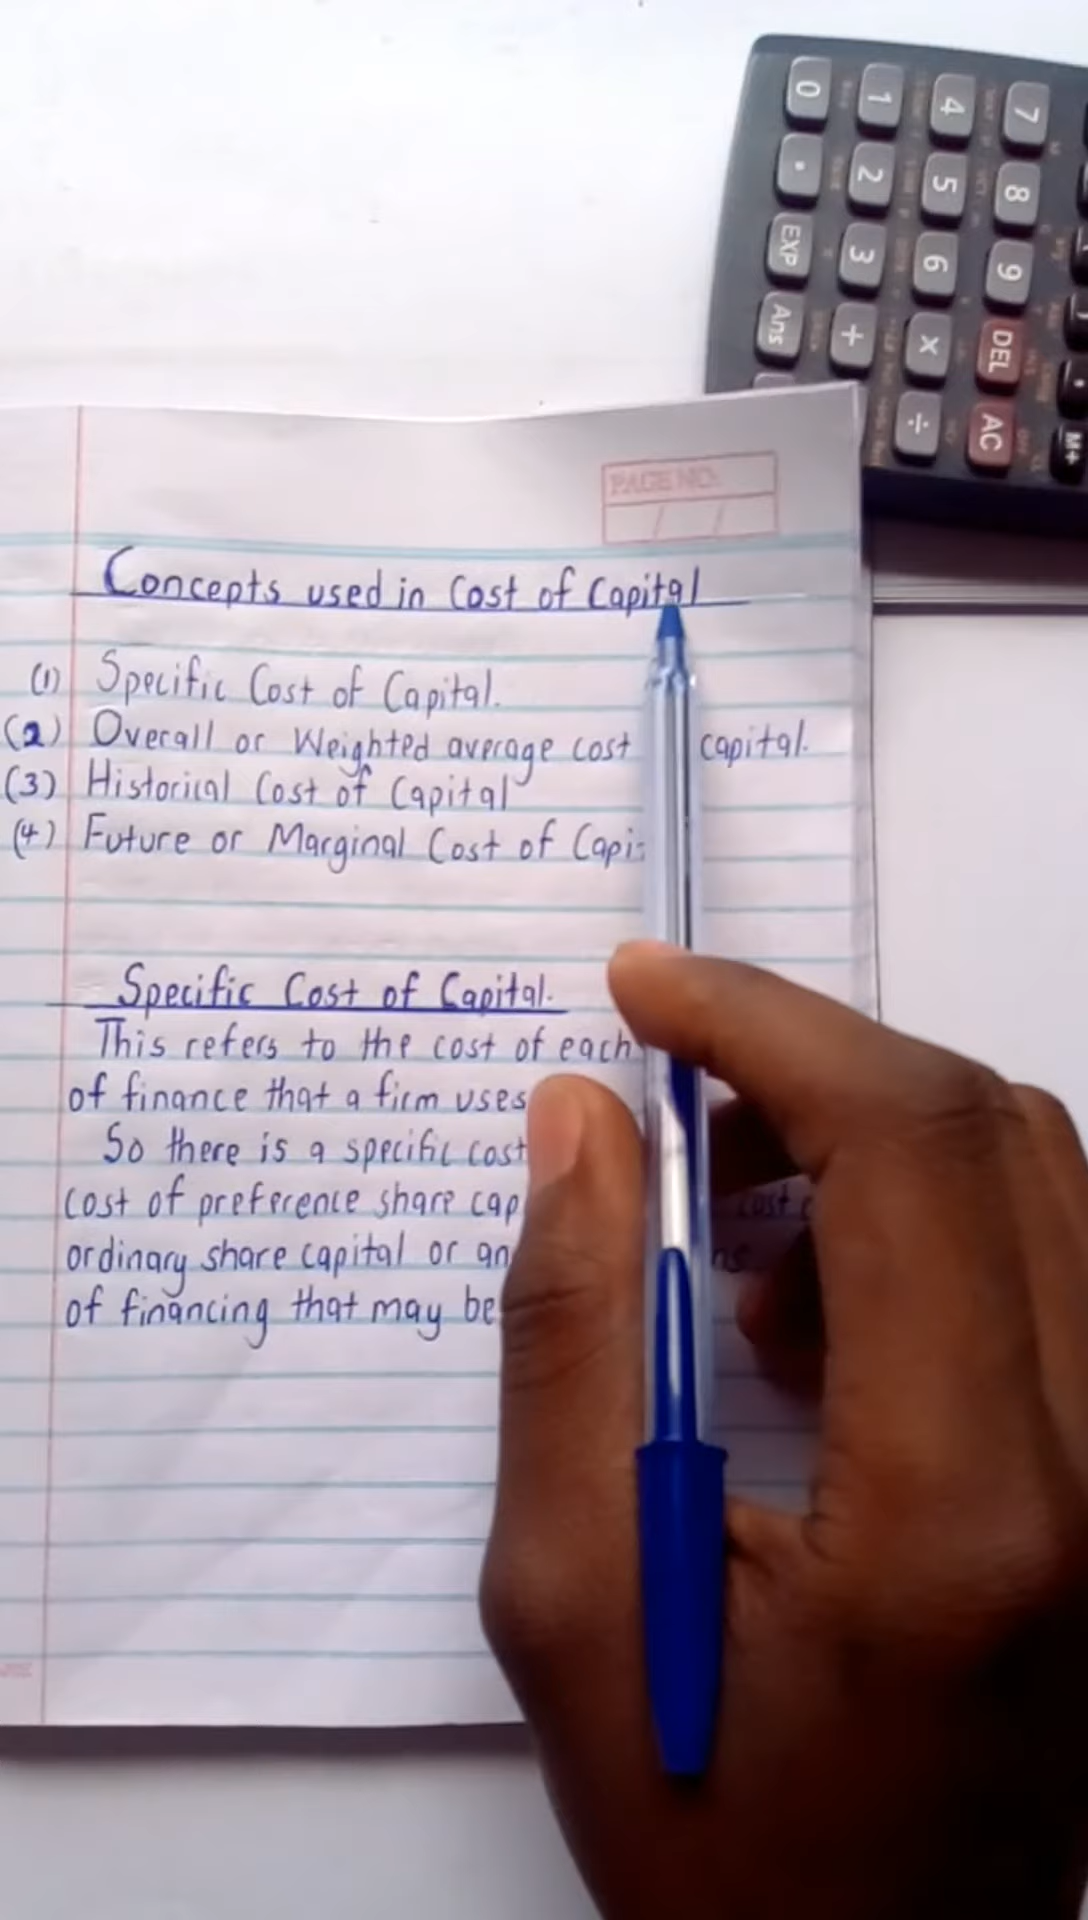 0 1 4 7
. 2 5 8
EXP 3 6 9
Ans + × DEL
÷ AC M+
PAGE NO.
/ /
Concepts used in Cost of Capital
(1) Specific Cost of Capital.
(2) Overall or Weighted average cost capital.
(3) Historical Cost of Capital
(4) Future or Marginal Cost of
Specific Cost of Capital.
This refers to the cost of each
of finance that a firm uses
So there is a specific cost
cost of preference share cost
ordinary share capital or
of financing that may be